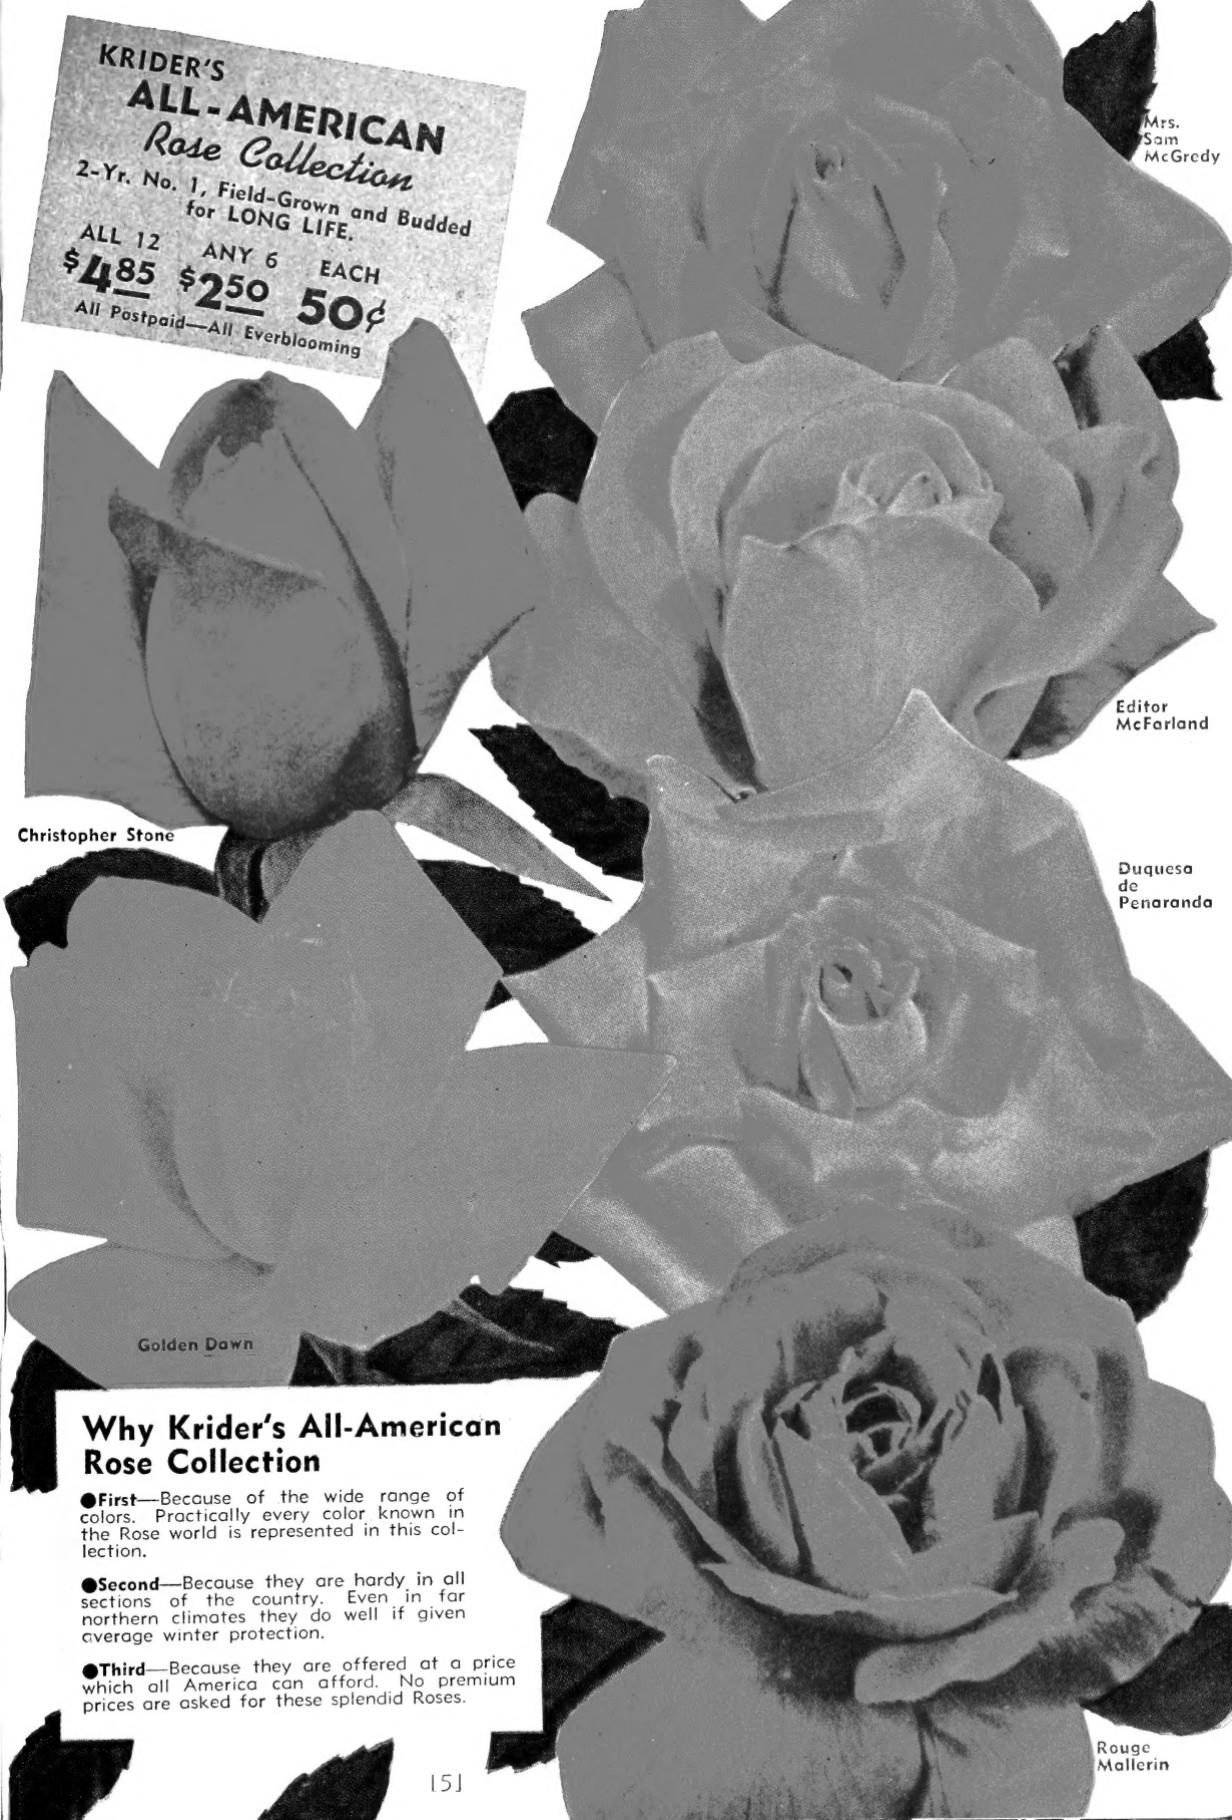 KRIDER'S
ALL-AMERICAN
Rose Collection
2-Yr. No. 1, Field-Grown and Budded
for LONG LIFE.
ALL 12 ANY 6 EACH
$4.85 $2.50 50¢
All Postpaid—All Everblooming
Mrs.
Sam
McGredy
Editor
McFarland
Christopher Stone
Duquesa
de
Penaranda
Golden Dawn
Why Krider's All-American
Rose Collection
●First—Because of the wide range of
colors. Practically every color known in
the Rose world is represented in this col-
lection.
●Second—Because they are hardy in all
sections of the country. Even in far
northern climates they do well if given
average winter protection.
●Third—Because they are offered at a price
which all America can afford. No premium
prices are asked for these splendid Roses.
Rouge
Mallerin
[5]